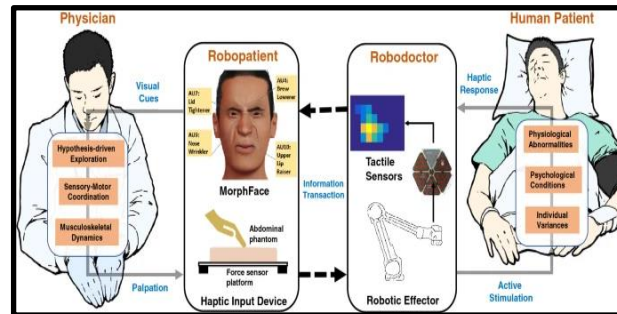 Physician
Robopatient
Robodoctor
Human Patient
Visual
Cues
AU7:
Lid
Tightener
AU4:
Brow
Lowerer
AU9:
Nose
Wrinkler
AU10:
Upper
Lip
Raiser
MorphFace
Tactile
Sensors
Haptic
Response
Hypothesis-driven
Exploration
Sensory-Motor
Coordination
Musculoskeletal
Dynamics
Information
Transaction
Physiological
Abnormalities
Psychological
Conditions
Individual
Variances
Abdominal
phantom
Force sensor
platform
Palpation
Haptic Input Device
Robotic Effector
Active
Stimulation